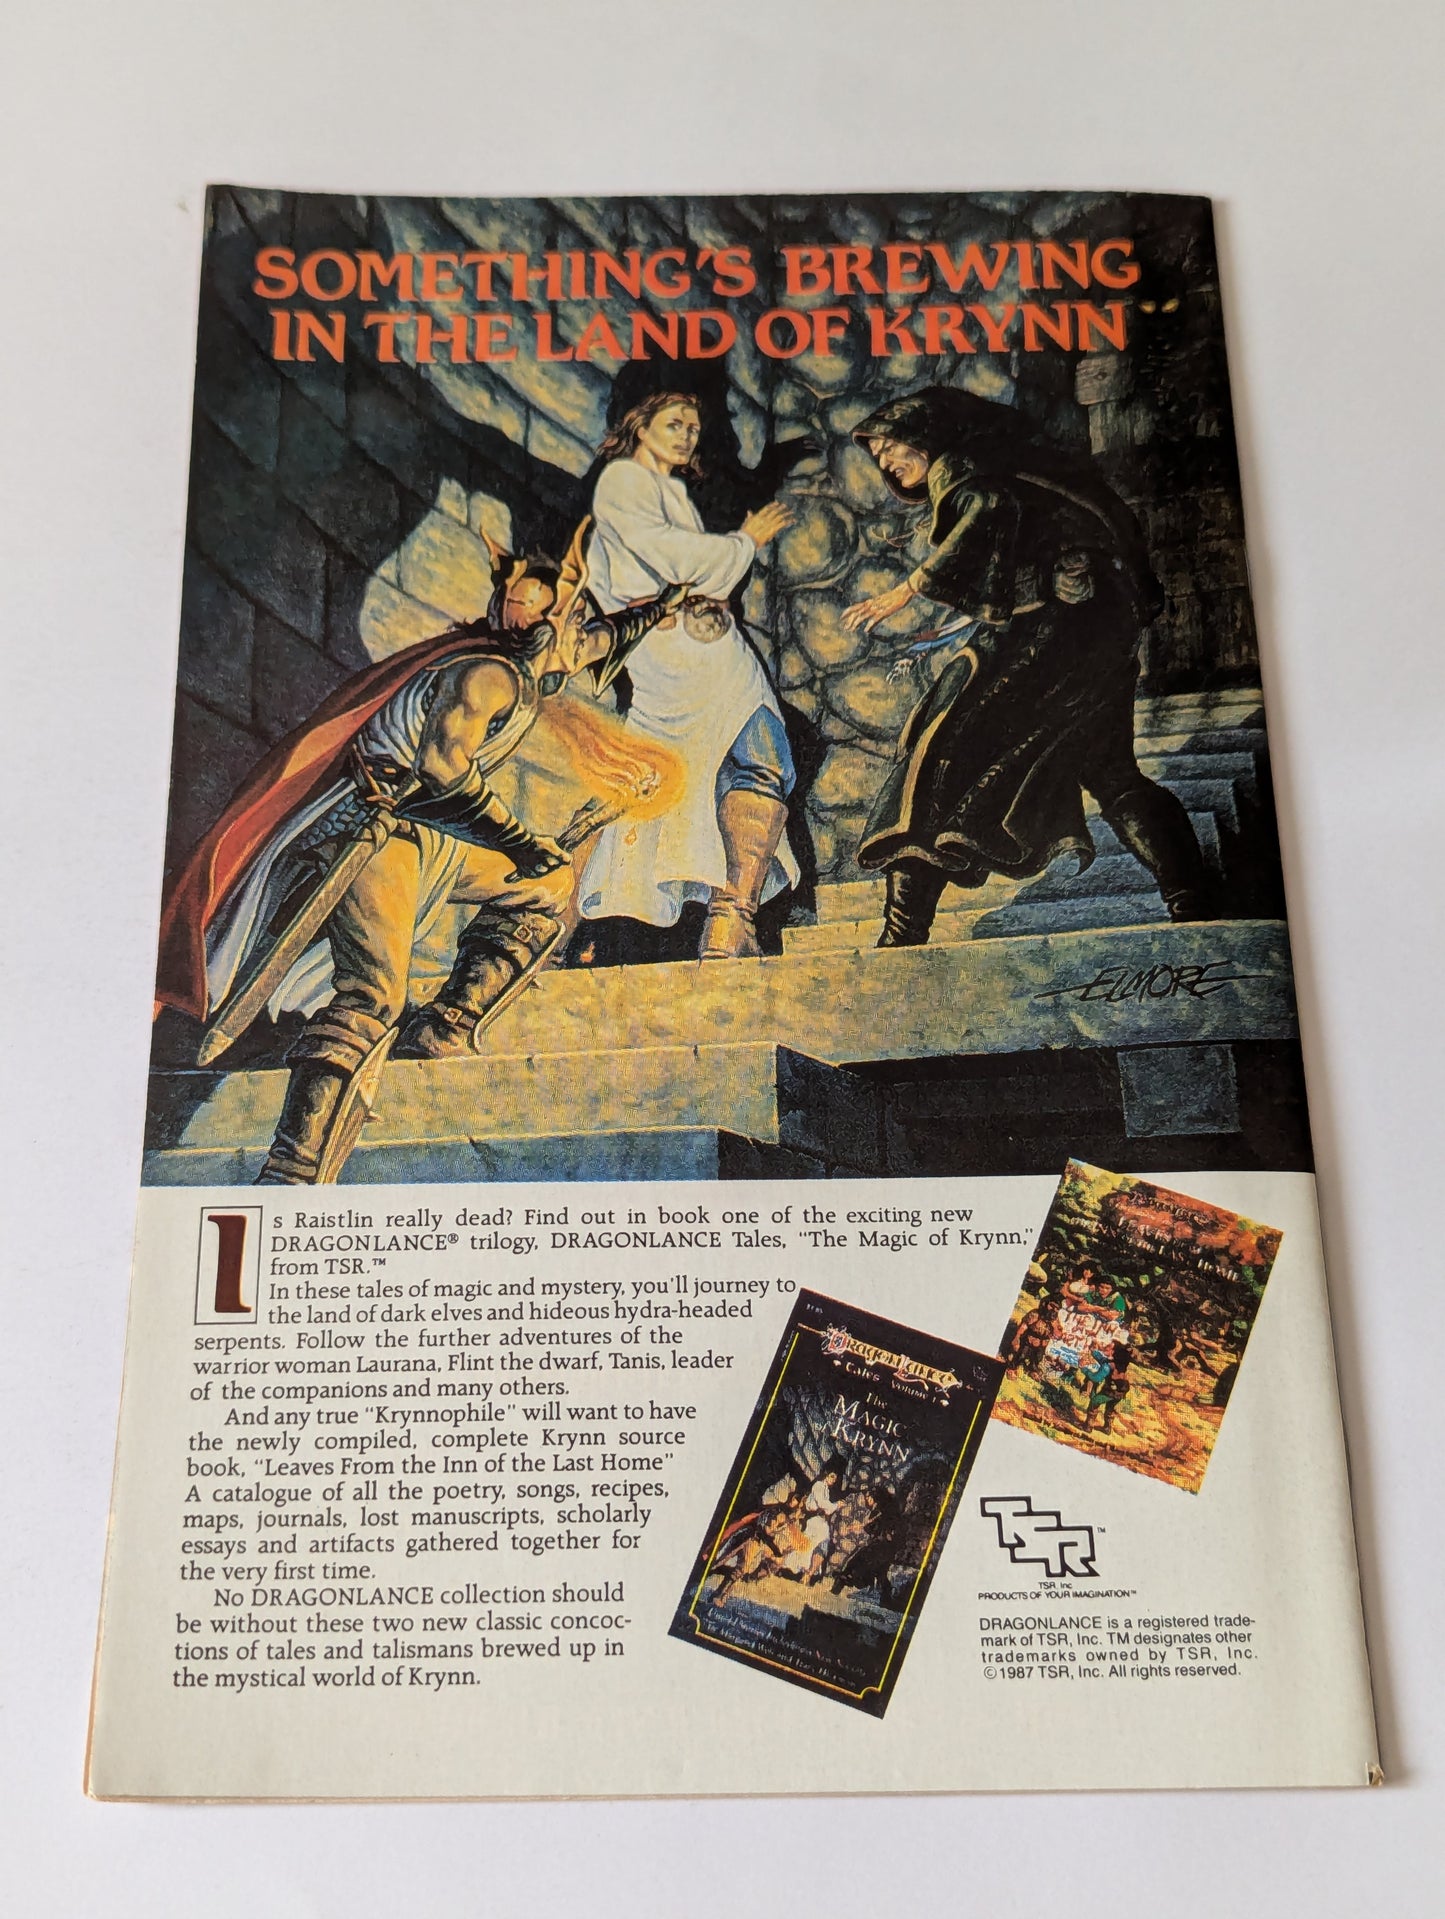 SOMETHING'S BREWING
IN THE LAND OF KRYNN
ELMORE
Is Raistlin really dead? Find out in book one of the exciting new
DRAGONLANCE® trilogy, DRAGONLANCE Tales, "The Magic of Krynn,"
from TSR.™
In these tales of magic and mystery, you'll journey to
the land of dark elves and hideous hydra-headed
serpents. Follow the further adventures of the
warrior woman Laurana, Flint the dwarf, Tanis, leader
of the companions and many others.
And any true "Krynnophile" will want to have
the newly compiled, complete Krynn source
book, "Leaves From the Inn of the Last Home"
A catalogue of all the poetry, songs, recipes,
maps, journals, lost manuscripts, scholarly
essays and artifacts gathered together for
the very first time.
No DRAGONLANCE collection should
be without these two new classic concoc-
tions of tales and talismans brewed up in
the mystical world of Krynn.
DRAGONLANCE
Tales Volume 1
The
MAGIC
of KRYNN
TSR™
TSR, Inc.
PRODUCTS OF YOUR IMAGINATION™
DRAGONLANCE is a registered trade-
mark of TSR, Inc. TM designates other
trademarks owned by TSR, Inc.
©1987 TSR, Inc. All rights reserved.